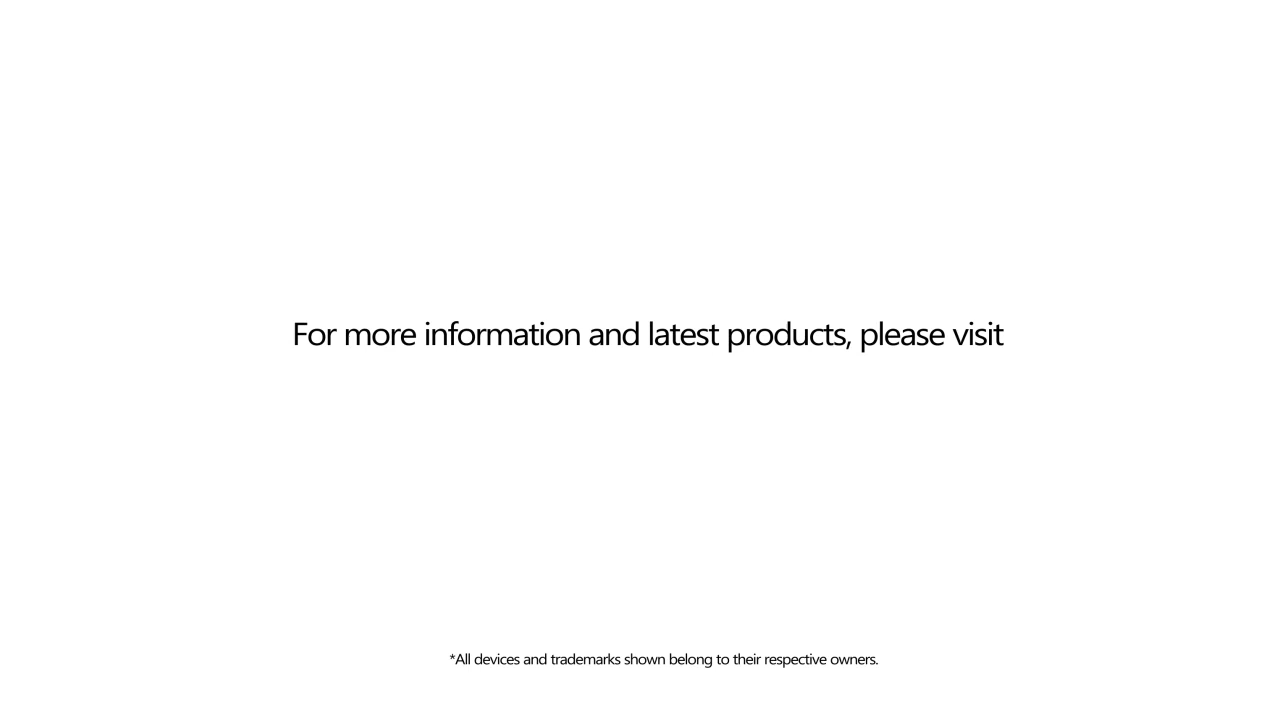 For more information and latest products, please visit
*All devices and trademarks shown belong to their respective owners.